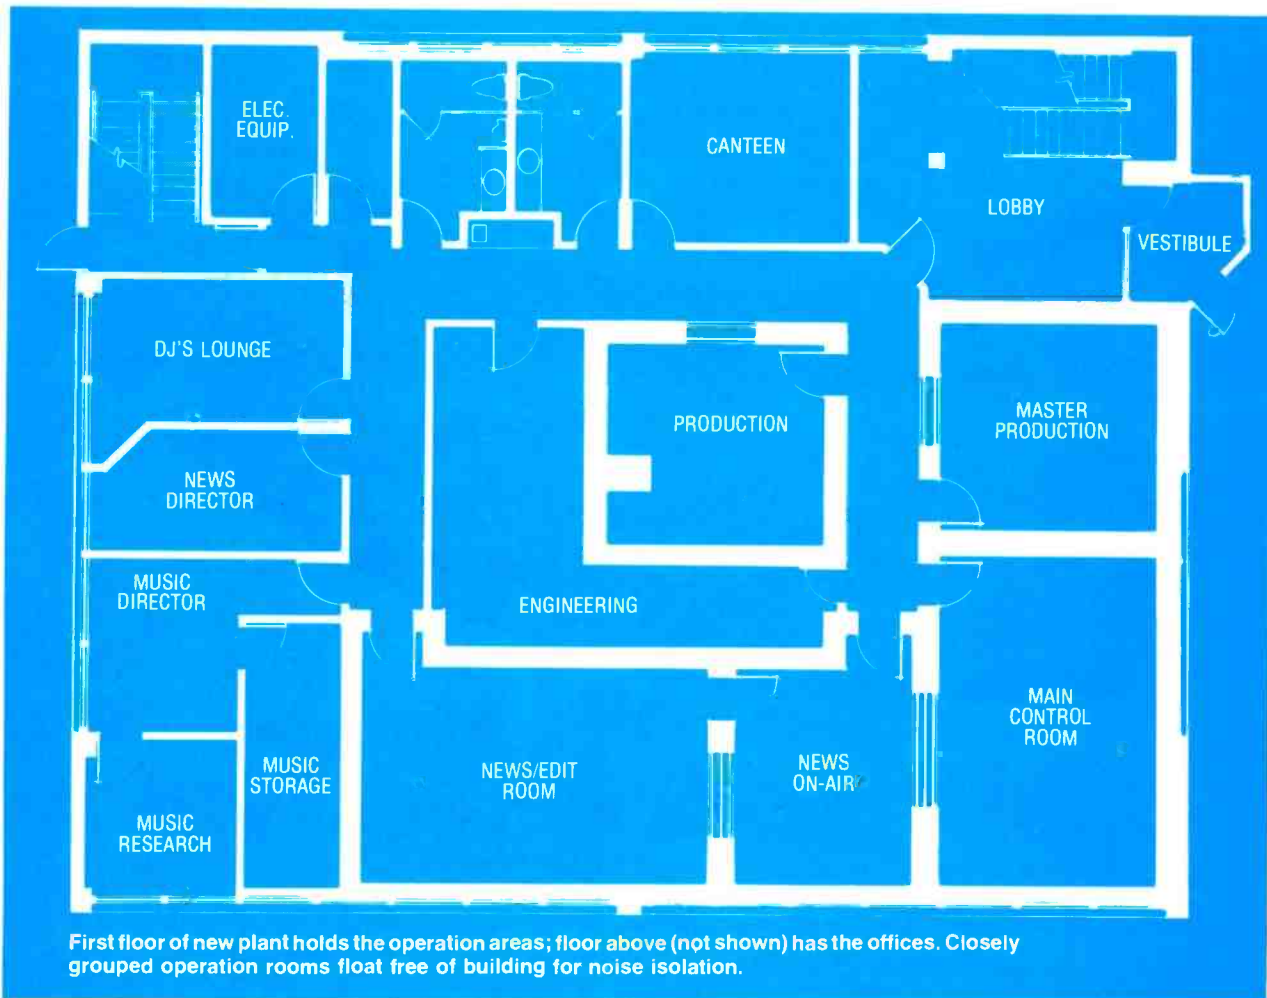 ELEC.
EQUIP.
CANTEEN
LOBBY
VESTIBULE
DJ'S LOUNGE
PRODUCTION
MASTER
PRODUCTION
NEWS
DIRECTOR
MUSIC
DIRECTOR
ENGINEERING
MAIN
CONTROL
ROOM
MUSIC
STORAGE
NEWS/EDIT
ROOM
NEWS
ON-AIR
MUSIC
RESEARCH
First floor of new plant holds the operation areas; floor above (not shown) has the offices. Closely
grouped operation rooms float free of building for noise isolation.